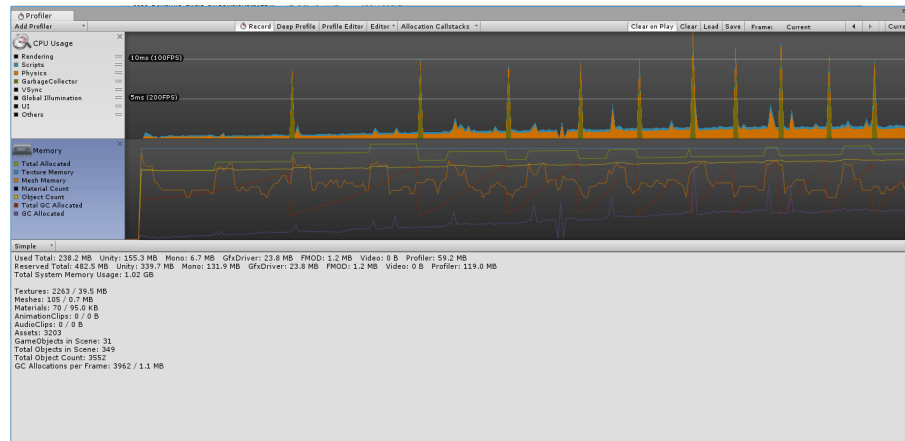 Profiler
Add Profiler Record Deep Profile Profile Editor Editor Allocation Callstacks Clear on Play Clear Load Save Frame: Current Curre
CPU Usage
Rendering
Scripts
Physics
GarbageCollector
VSync
Global Illumination
UI
Others
10ms (100FPS)
5ms (200FPS)
Memory
Total Allocated
Texture Memory
Mesh Memory
Material Count
Object Count
Total GC Allocated
GC Allocated
Simple
Used Total: 238.2 MB Unity: 155.3 MB Mono: 6.7 MB GfxDriver: 23.8 MB FMOD: 1.2 MB Video: 0 B Profiler: 59.2 MB
Reserved Total: 482.5 MB Unity: 339.7 MB Mono: 131.9 MB GfxDriver: 23.8 MB FMOD: 1.2 MB Video: 0 B Profiler: 119.0 MB
Total System Memory Usage: 1.02 GB
Textures: 2263 / 39.5 MB
Meshes: 105 / 0.7 MB
Materials: 70 / 95.0 KB
AnimationClips: 0 / 0 B
AudioClips: 0 / 0 B
Assets: 3203
GameObjects in Scene: 31
Total Objects in Scene: 349
Total Object Count: 3552
GC Allocations per Frame: 3962 / 1.1 MB